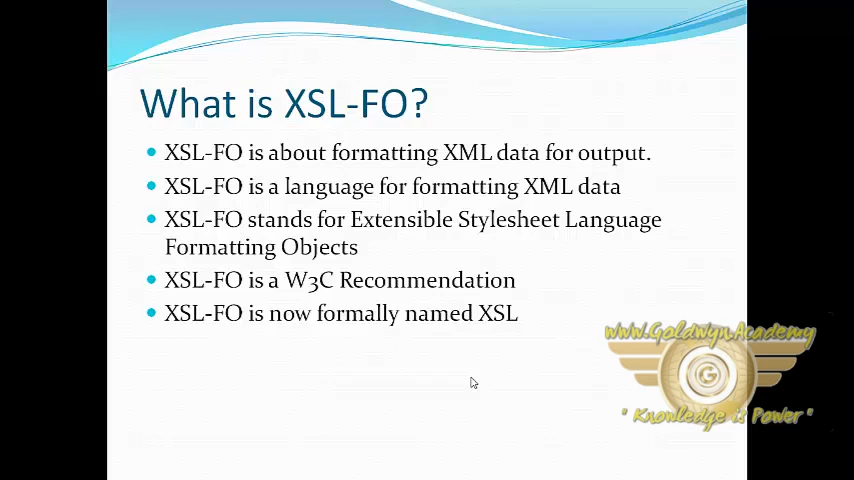 What is XSL-FO?
XSL-FO is about formatting XML data for output.
XSL-FO is a language for formatting XML data
XSL-FO stands for Extensible Stylesheet Language
Formatting Objects
XSL-FO is a W3C Recommendation
XSL-FO is now formally named XSL
www.Goldwyn.Academy
G
" Knowledge is Power "